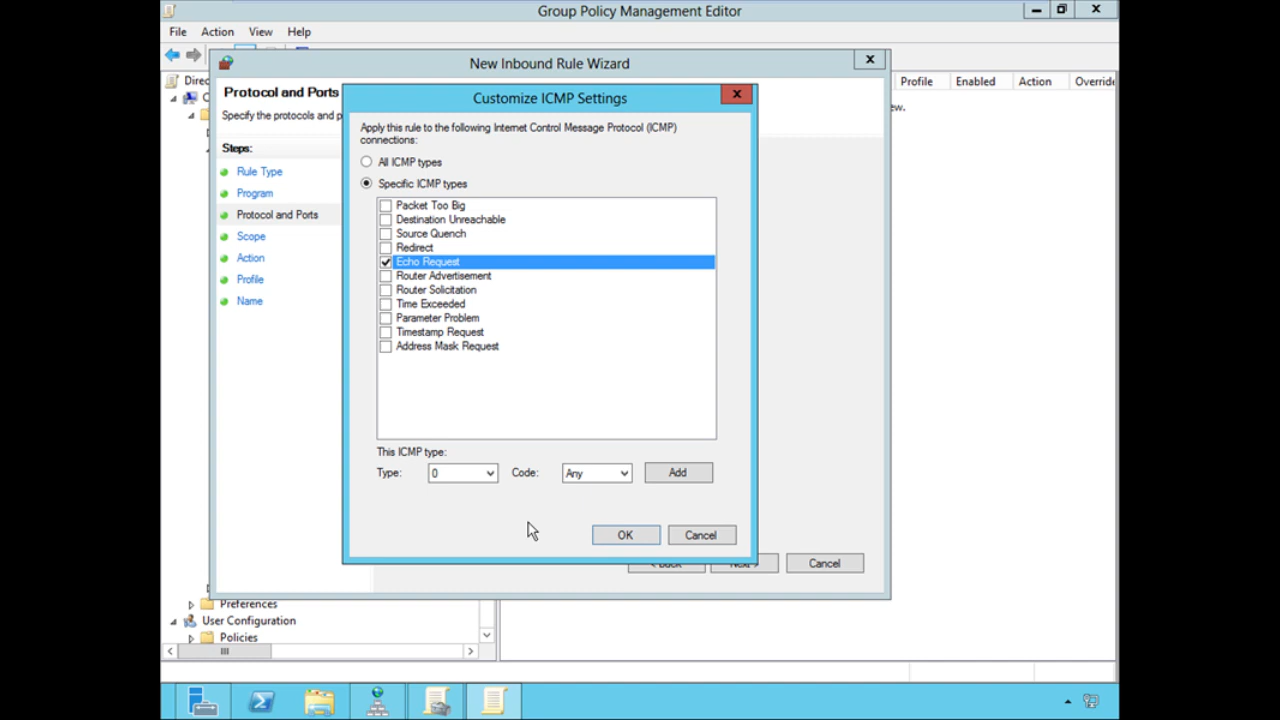 Group Policy Management Editor
File Action View Help
New Inbound Rule Wizard
Direc
Profile Enabled Action Override
Protocol and Ports
Customize ICMP Settings
Specify the protocols and p
Apply this rule to the following Internet Control Message Protocol (ICMP)
connections:
Steps:
Rule Type
Program
Protocol and Ports
Scope
Action
Profile
Name
All ICMP types
Specific ICMP types
Packet Too Big
Destination Unreachable
Source Quench
Redirect
Echo Request
Router Advertisement
Router Solicitation
Time Exceeded
Parameter Problem
Timestamp Request
Address Mask Request
This ICMP type:
Type: 0 Code: Any Add
OK Cancel
< Back Next > Cancel
Preferences
User Configuration
Policies